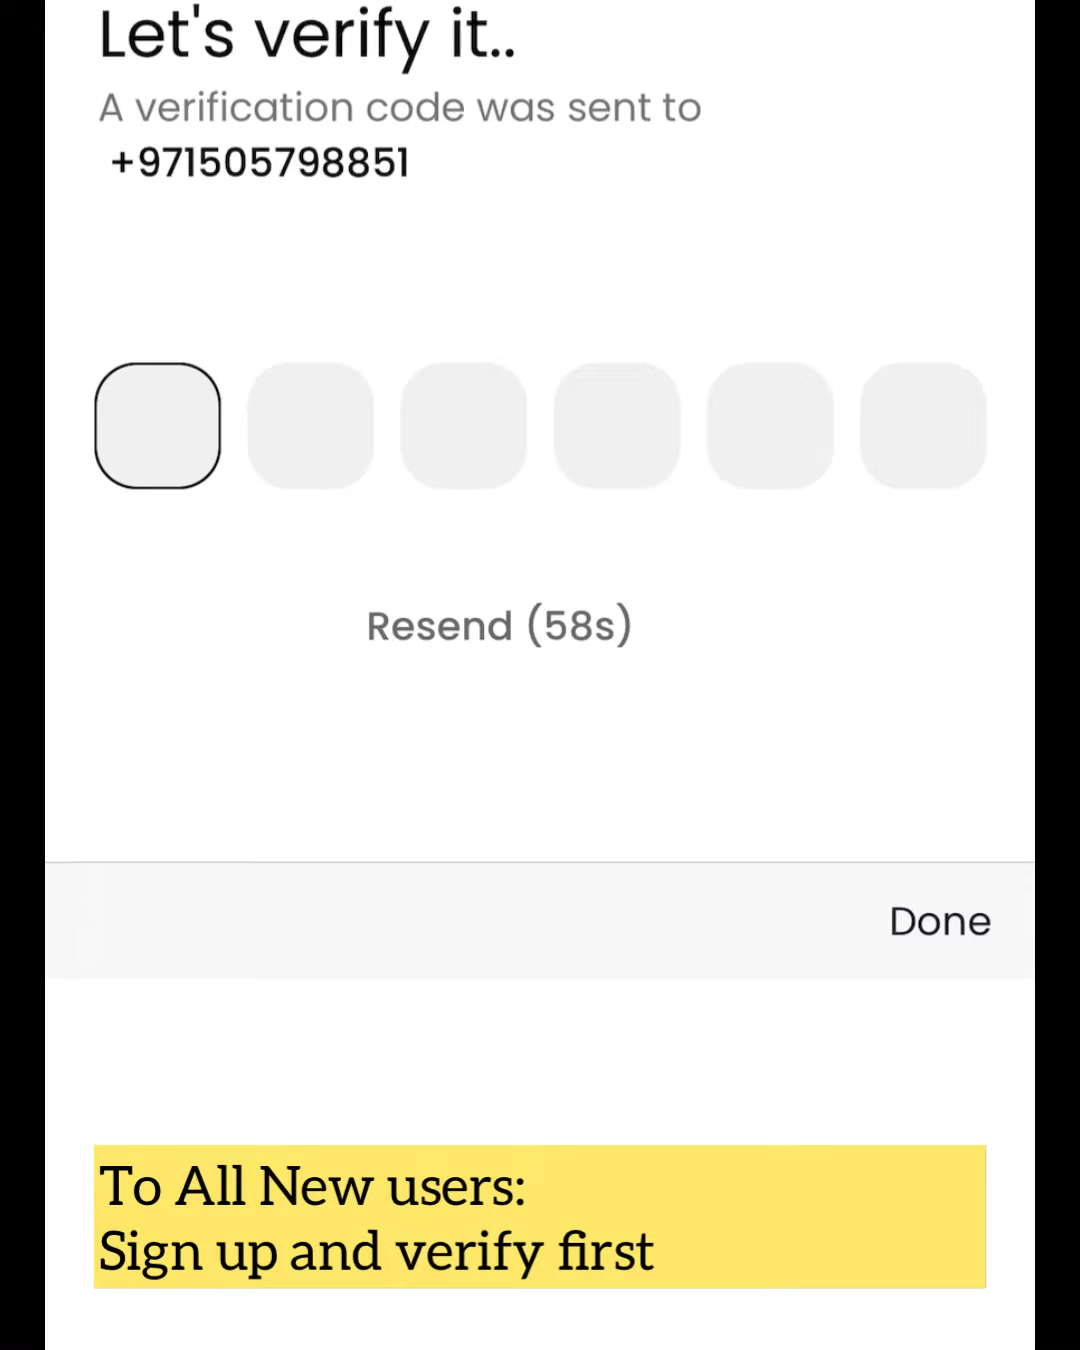 Let's verify it..
A verification code was sent to
+971505798851
Resend (58s)
Done
To All New users:
Sign up and verify first